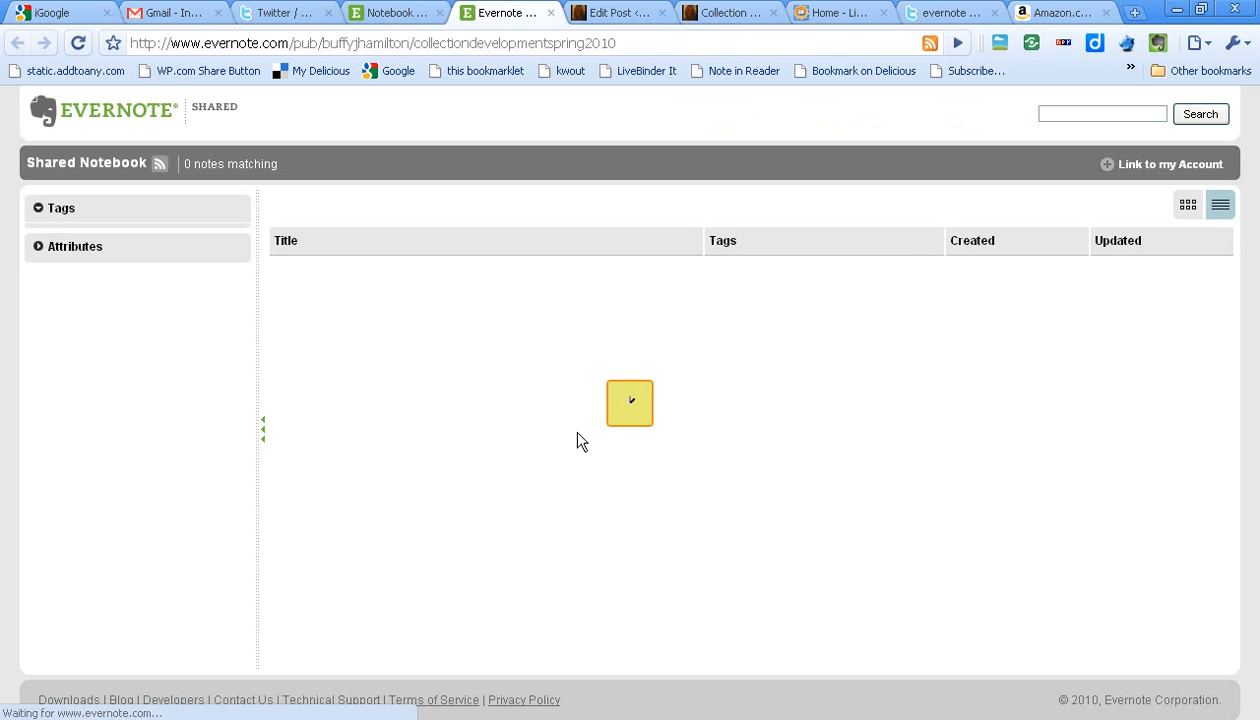 iGoogle
Gmail - In...
Twitter / ...
Notebook ...
Evernote ...
Edit Post <...
Collection ...
Home - Li...
evernote ...
Amazon.c...
http://www.evernote.com/pub/buffyjhamilton/collectiondevelopmentspring2010
static.addtoany.com
WP.com Share Button
My Delicious
Google
this bookmarklet
kwout
LiveBinder It
Note in Reader
Bookmark on Delicious
Subscribe...
»
Other bookmarks
EVERNOTE® SHARED
Search
Shared Notebook
0 notes matching
Link to my Account
Tags
Attributes
Title
Tags
Created
Updated
Downloads | Blog | Developers | Contact Us | Technical Support | Terms of Service | Privacy Policy
© 2010, Evernote Corporation.
Waiting for www.evernote.com...